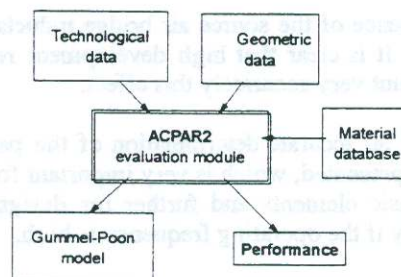 Technological
data
Geometric
data
ACPAR2
evaluation module
Material
database
Gummel-Poon
model
Performance